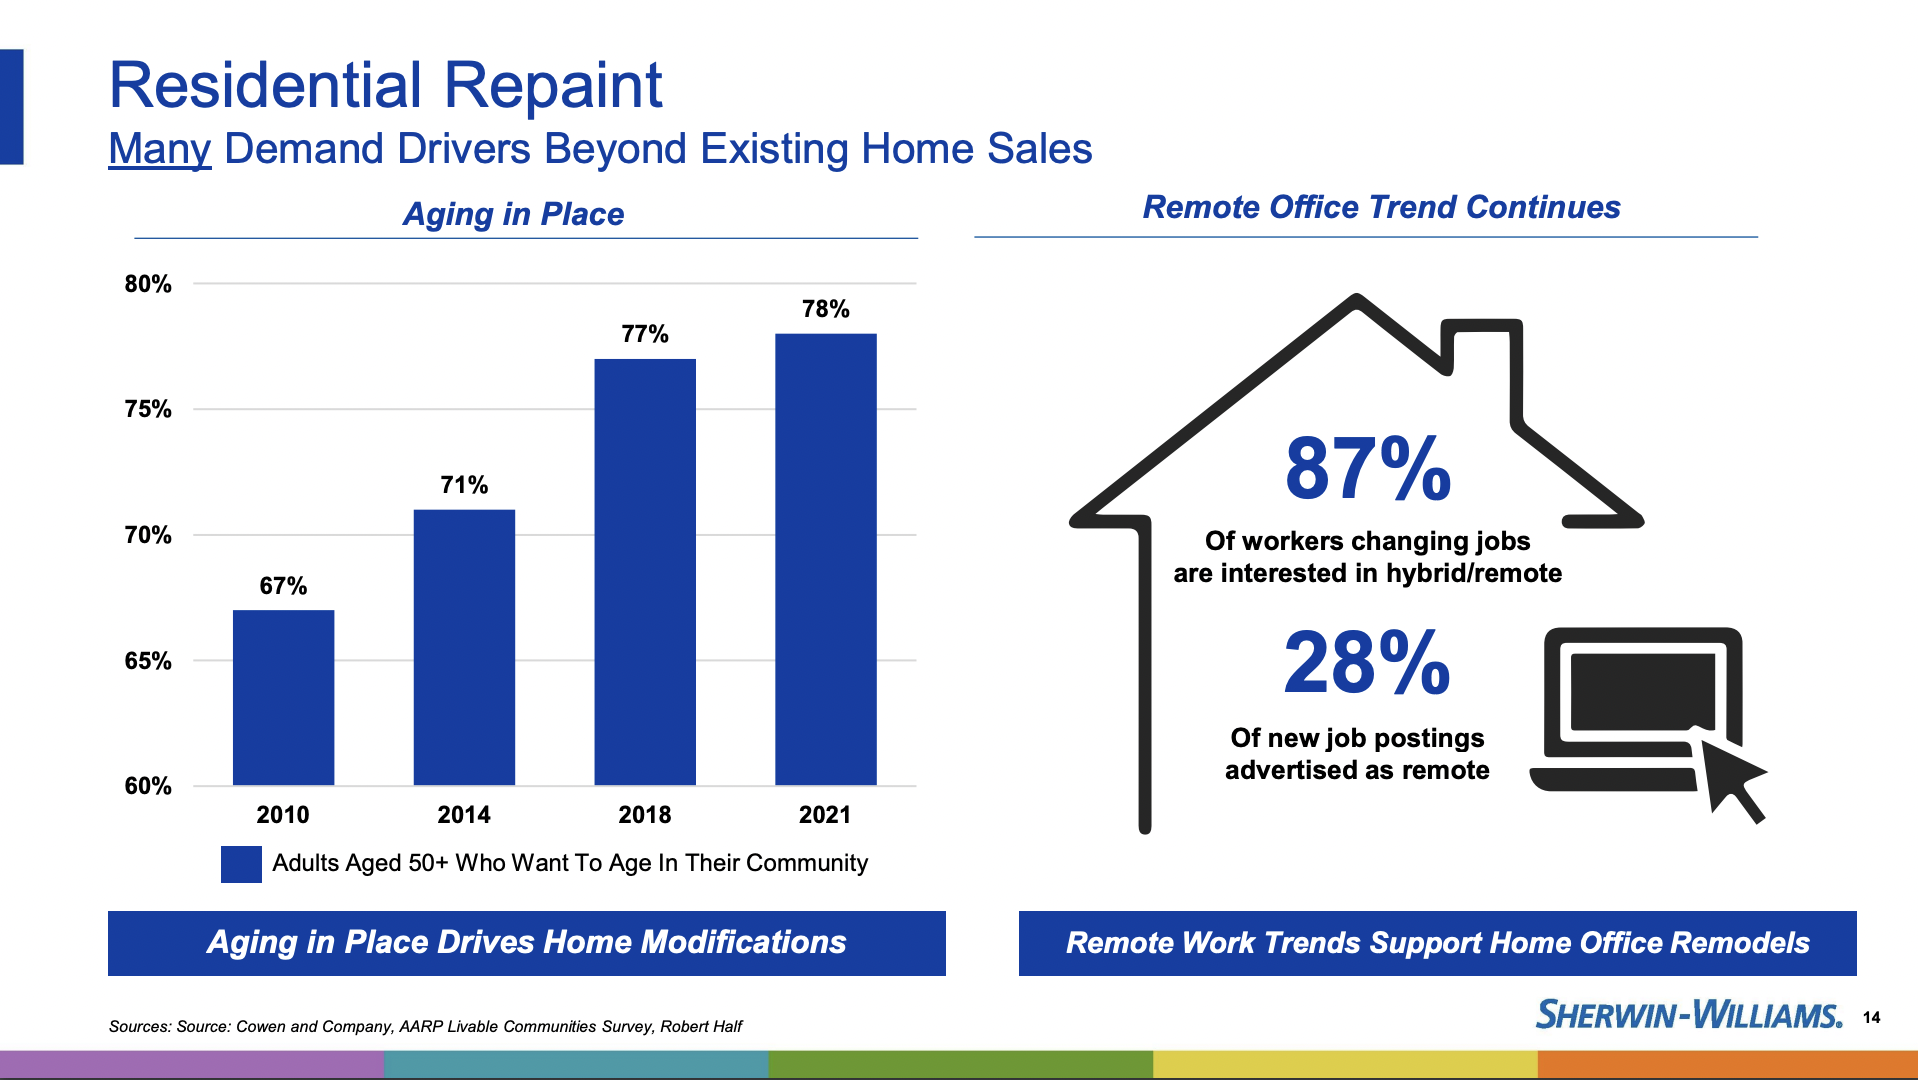 Residential Repaint
Many Demand Drivers Beyond Existing Home Sales
Aging in Place
80%
75%
70%
65%
60%
67%
71%
77%
78%
2010
2014
2018
2021
Adults Aged 50+ Who Want To Age In Their Community
Aging in Place Drives Home Modifications
Remote Office Trend Continues
87%
Of workers changing jobs
are interested in hybrid/remote
28%
Of new job postings
advertised as remote
Remote Work Trends Support Home Office Remodels
Sources: Source: Cowen and Company, AARP Livable Communities Survey, Robert Half
SHERWIN-WILLIAMS.
14